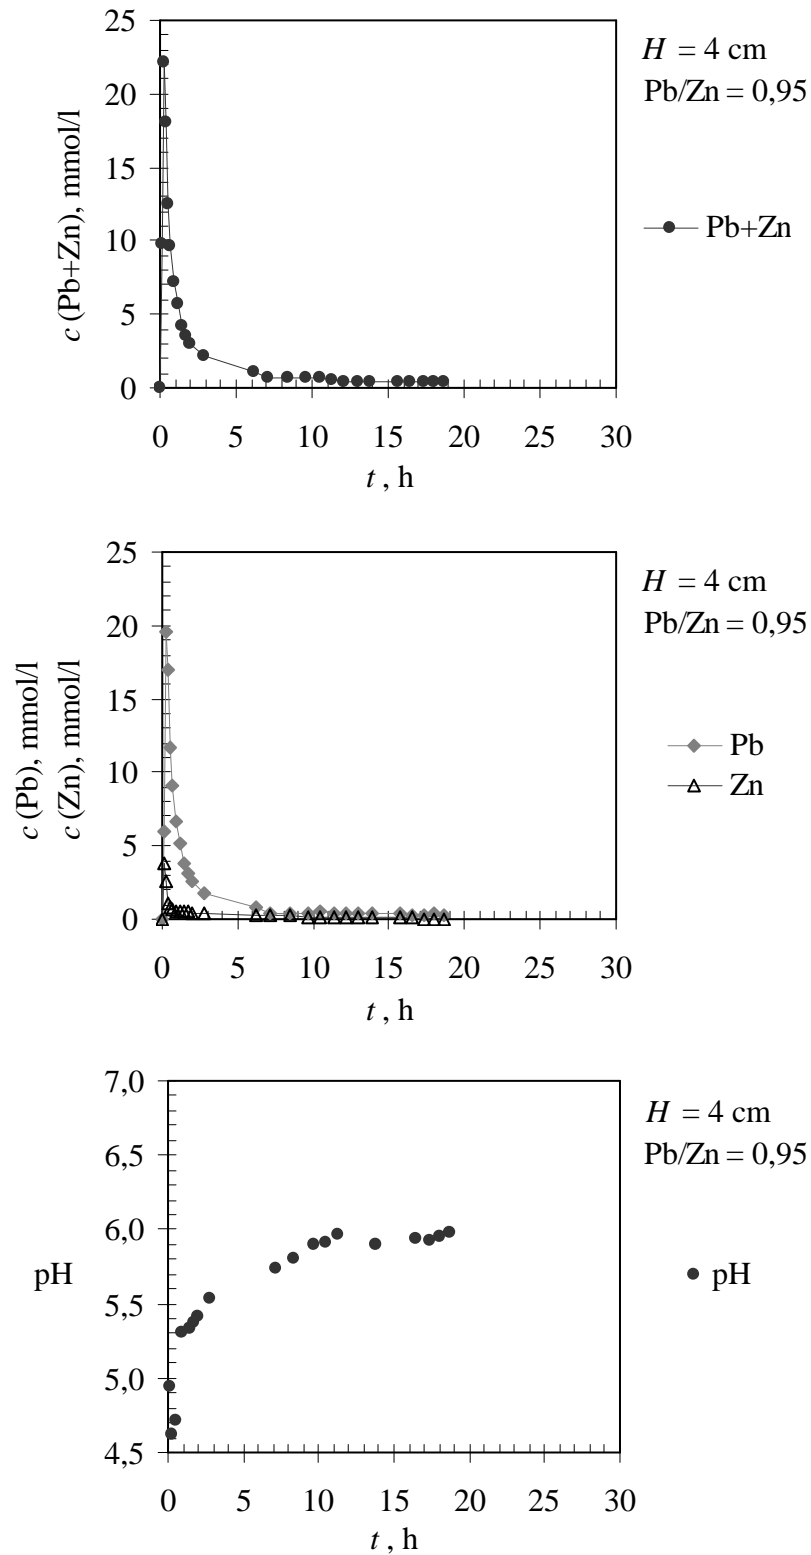 25
20
15
10
5
0
c (Pb+Zn), mmol/l
0 5 10 15 20 25 30
t , h
H = 4 cm
Pb/Zn = 0,95
Pb+Zn
25
20
15
10
5
0
c (Pb), mmol/l
c (Zn), mmol/l
0 5 10 15 20 25 30
t , h
H = 4 cm
Pb/Zn = 0,95
Pb
Zn
7,0
6,5
6,0
5,5
5,0
4,5
pH
0 5 10 15 20 25 30
t , h
H = 4 cm
Pb/Zn = 0,95
pH